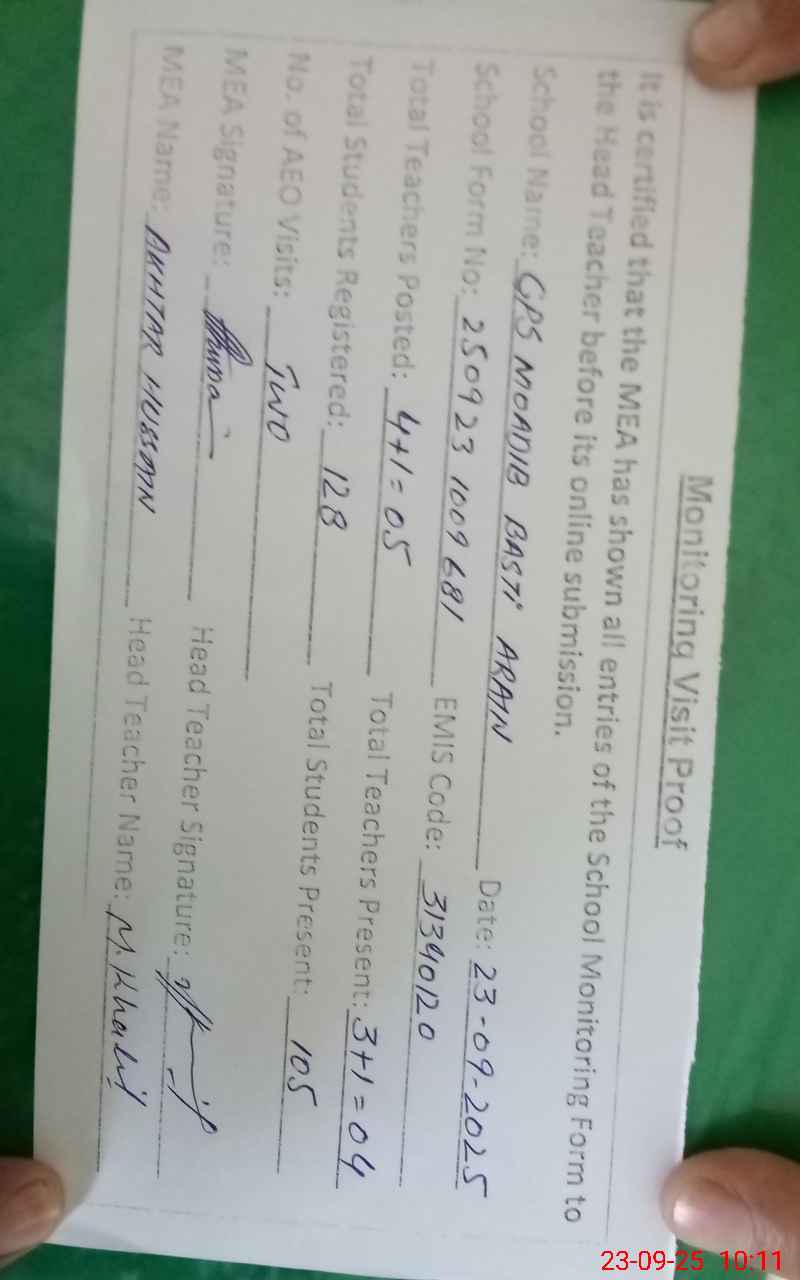 Monitoring Visit Proof
It is certified that the MEA has shown all entries of the School Monitoring Form to
the Head Teacher before its online submission.
School Name: GPS MOADIB BASTI ARAIN Date: 23-09-2025
School Form No: 250923 1009681 EMIS Code: 31340120
Total Teachers Posted: 4+1=05 Total Teachers Present: 3+1=04
Total Students Registered: 128 Total Students Present: 105
No. of AEO Visits: TWO
MEA Signature: Head Teacher Signature:
MEA Name: AKHTAR HUSSAIN Head Teacher Name: M. Khalil
23-09-25 10:11